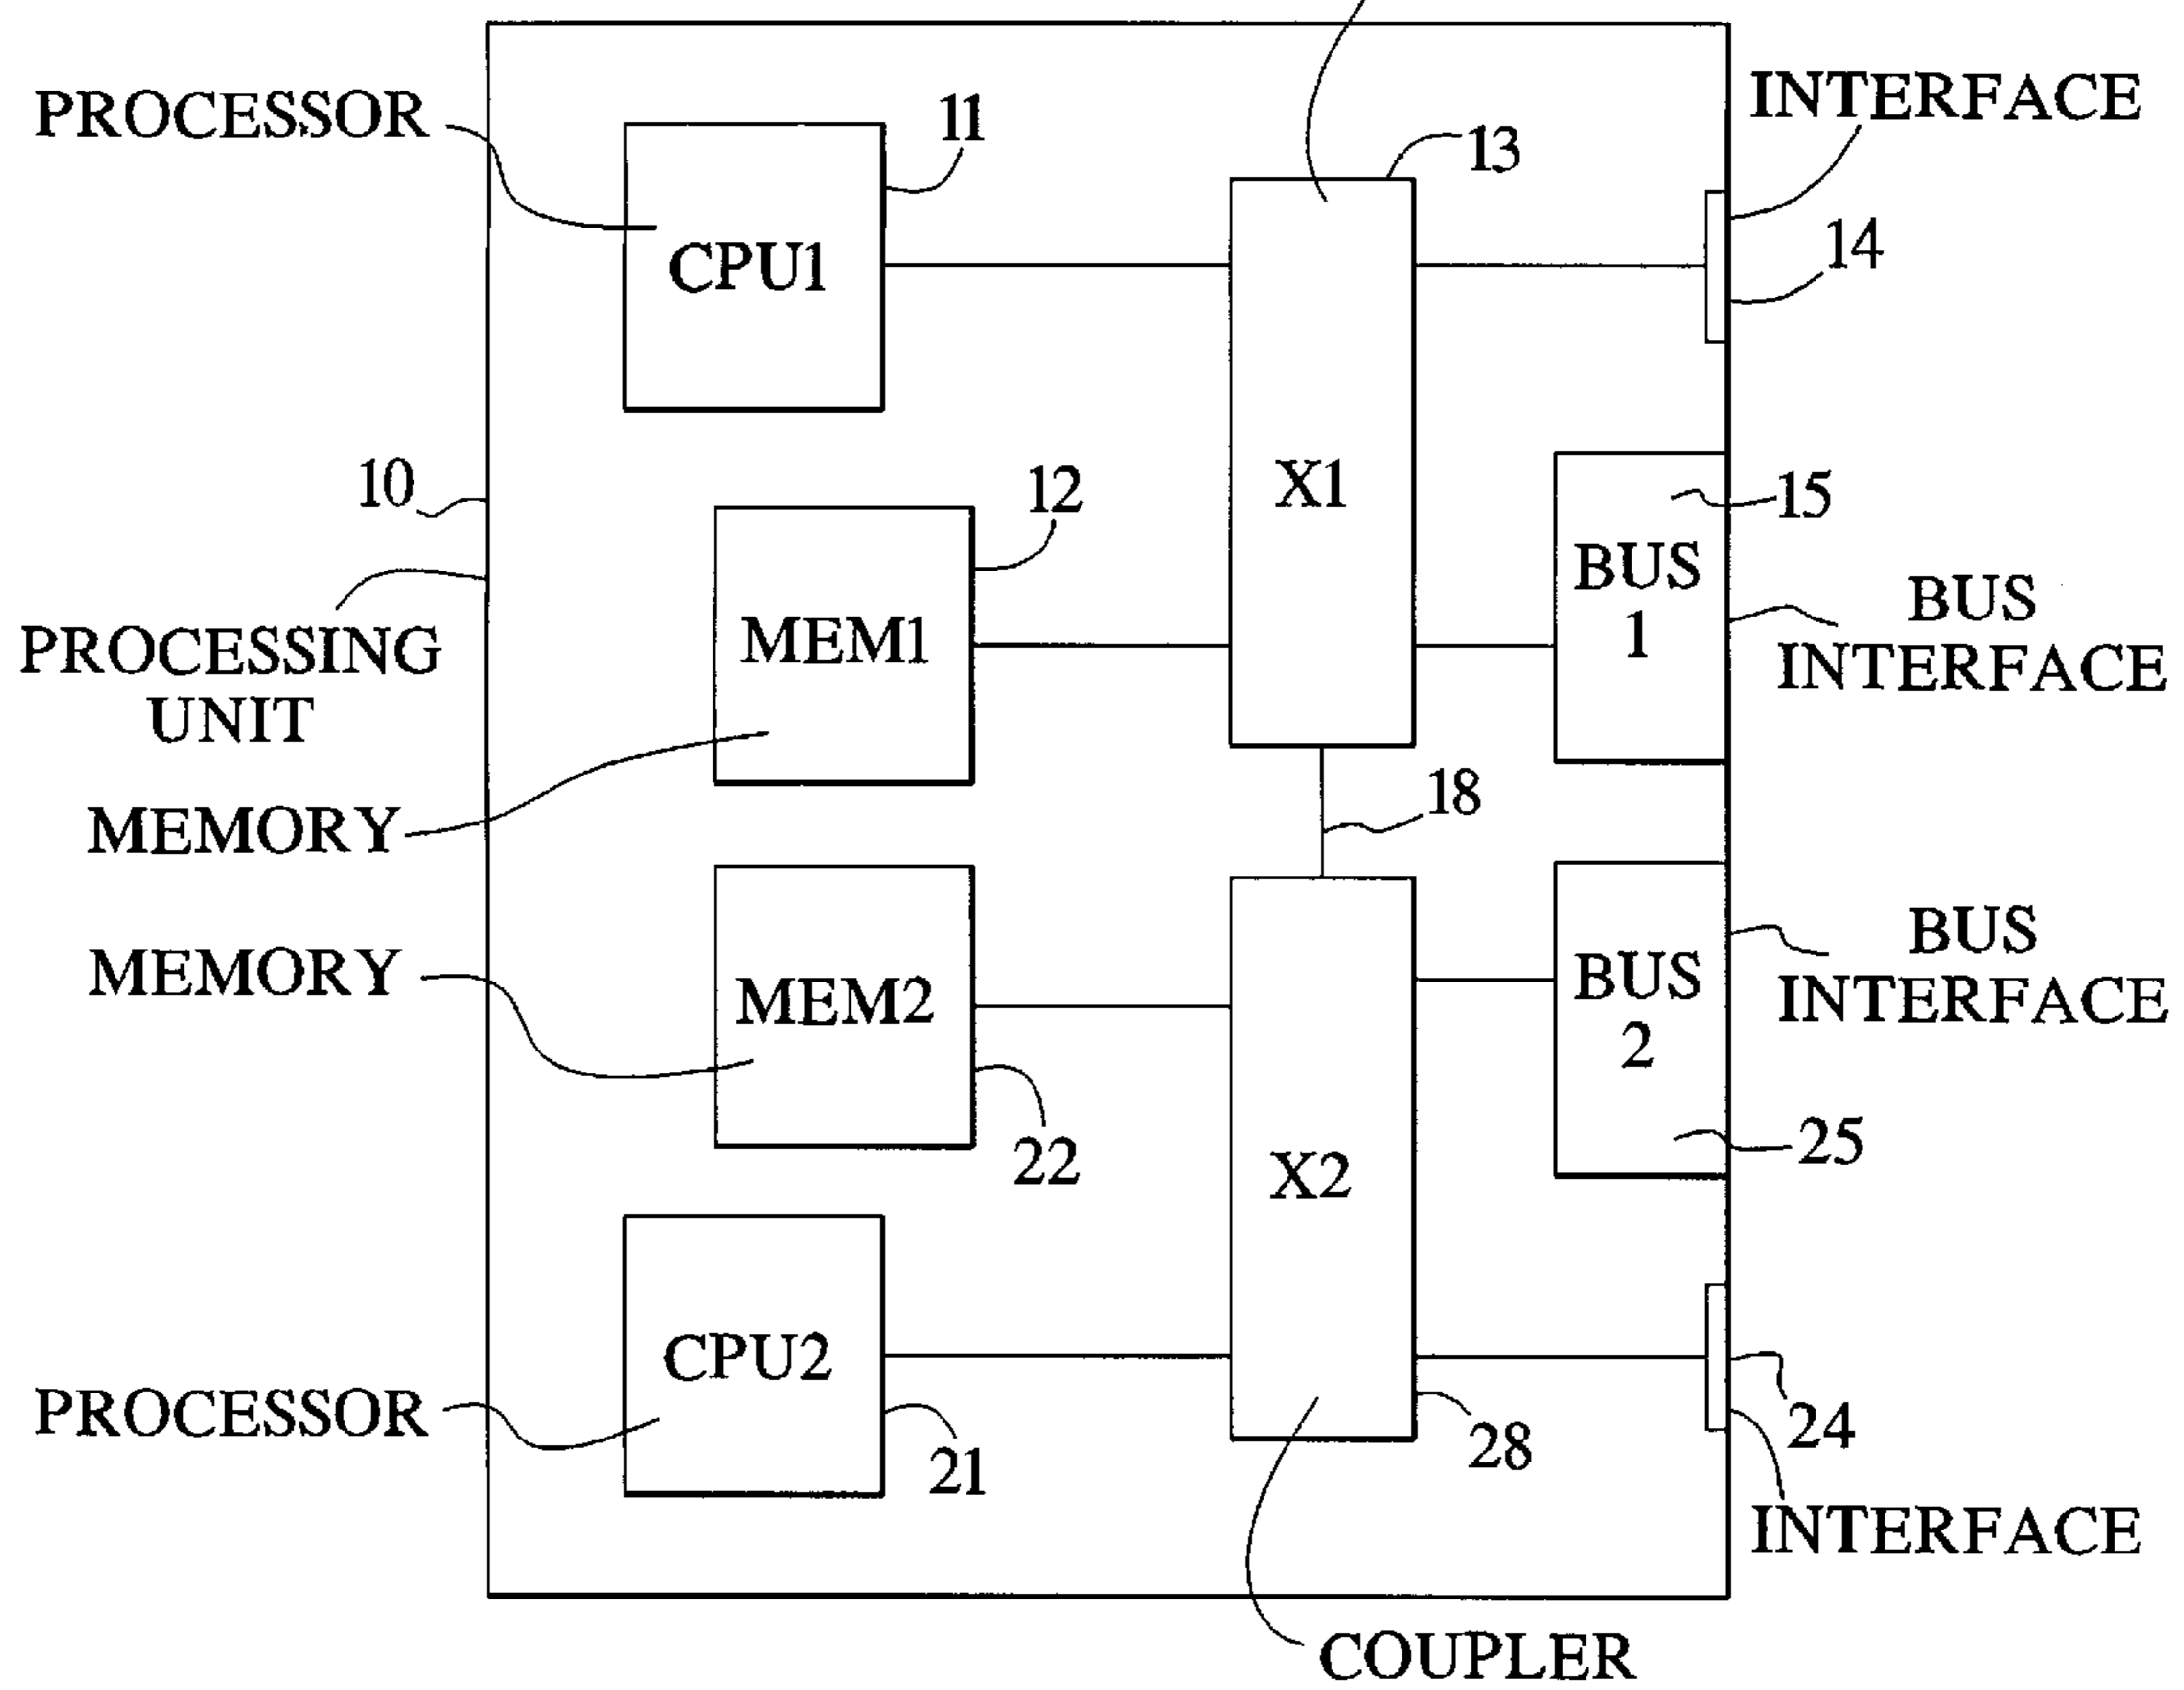 PROCESSOR
11
13
INTERFACE
14
CPU1
10
12
X1
15
BUS
1
BUS
INTERFACE
PROCESSING
UNIT
MEM1
MEMORY
18
MEMORY
MEM2
BUS
2
BUS
INTERFACE
22
X2
25
CPU2
PROCESSOR
21
28
24
INTERFACE
COUPLER